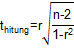 t_hitung = r√((n-2)/(1-r²))